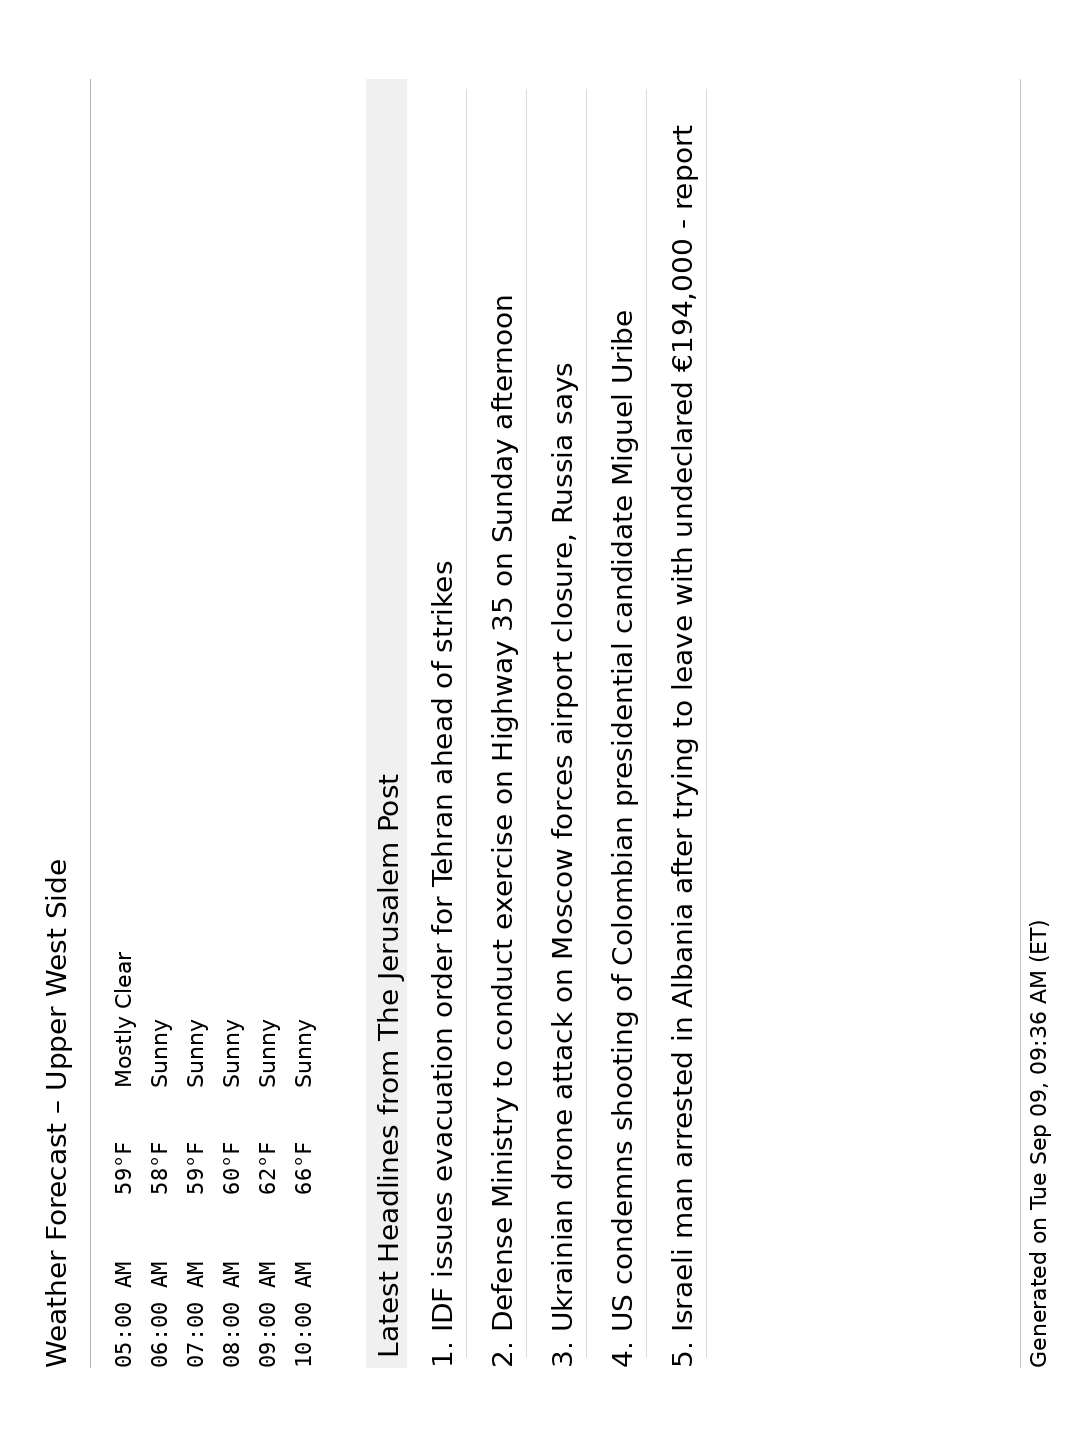 Weather Forecast – Upper West Side
05:00 AM 59°F Mostly Clear
06:00 AM 58°F Sunny
07:00 AM 59°F Sunny
08:00 AM 60°F Sunny
09:00 AM 62°F Sunny
10:00 AM 66°F Sunny
Latest Headlines from The Jerusalem Post
1. IDF issues evacuation order for Tehran ahead of strikes
2. Defense Ministry to conduct exercise on Highway 35 on Sunday afternoon
3. Ukrainian drone attack on Moscow forces airport closure, Russia says
4. US condemns shooting of Colombian presidential candidate Miguel Uribe
5. Israeli man arrested in Albania after trying to leave with undeclared €194,000 - report
Generated on Tue Sep 09, 09:36 AM (ET)